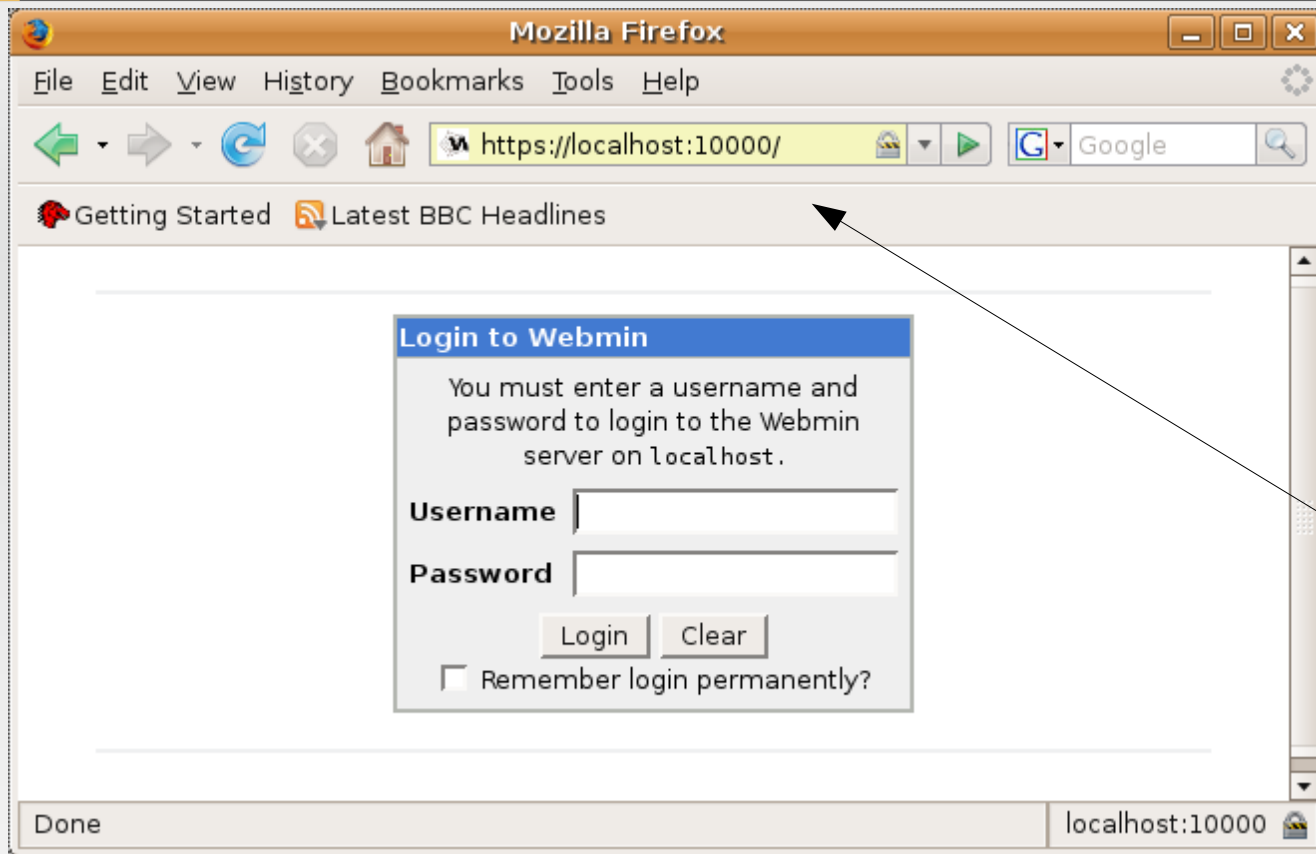 Mozilla Firefox
File Edit View History Bookmarks Tools Help
https://localhost:10000/ G Google
Getting Started Latest BBC Headlines
Login to Webmin
You must enter a username and
password to login to the Webmin
server on localhost.
Username
Password
Login Clear
Remember login permanently?
Done localhost:10000